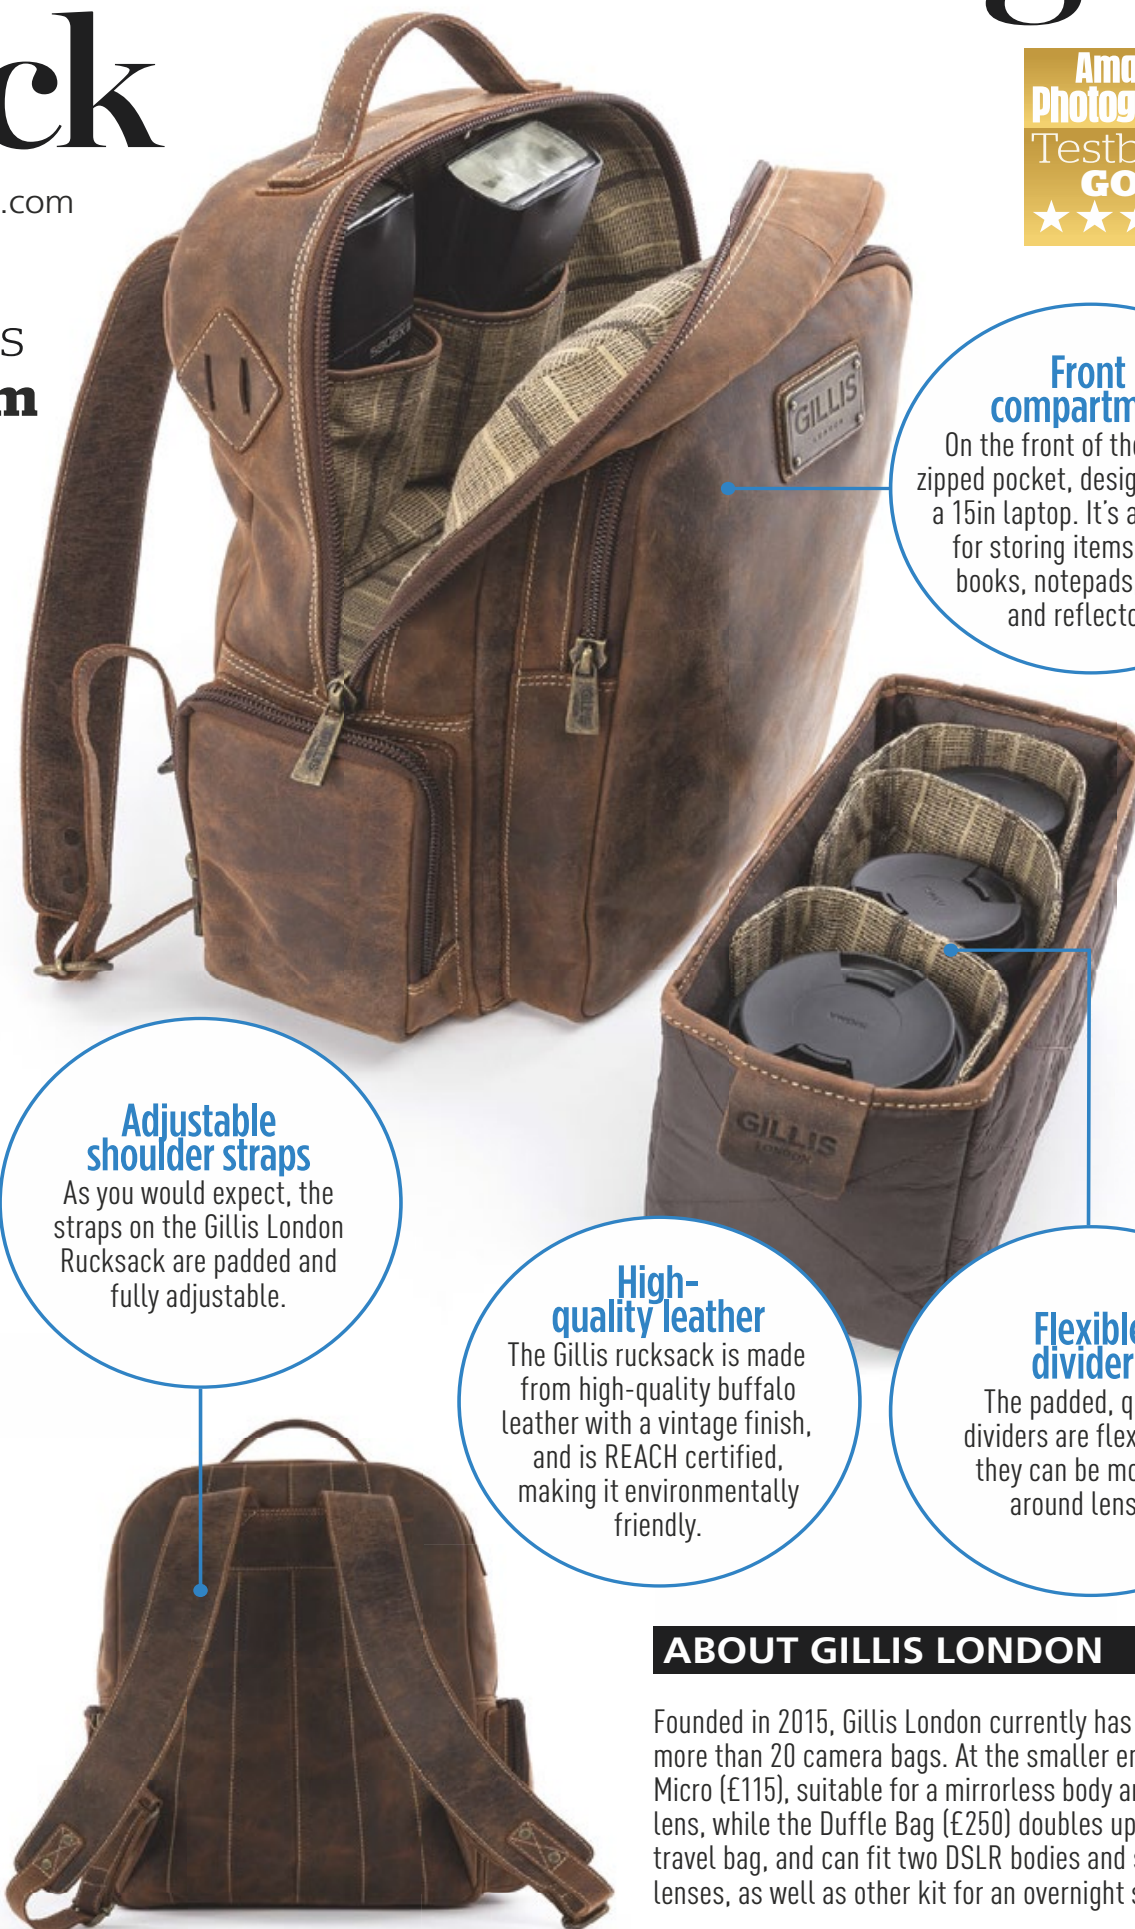 ck
.com
s
m
Ama
Photog
Testb
GO
GILLIS
LONDON
580EX II
Front
compartm
On the front of the
zipped pocket, desig
a 15in laptop. It's a
for storing items
books, notepads
and reflecto
SIGMA
GILLIS
LONDON
Adjustable
shoulder straps
As you would expect, the
straps on the Gillis London
Rucksack are padded and
fully adjustable.
High-
quality leather
The Gillis rucksack is made
from high-quality buffalo
leather with a vintage finish,
and is REACH certified,
making it environmentally
friendly.
Flexible
divider
The padded, q
dividers are flex
they can be mo
around lens
ABOUT GILLIS LONDON
Founded in 2015, Gillis London currently has
more than 20 camera bags. At the smaller en
Micro (£115), suitable for a mirrorless body an
lens, while the Duffle Bag (£250) doubles up
travel bag, and can fit two DSLR bodies and s
lenses, as well as other kit for an overnight s